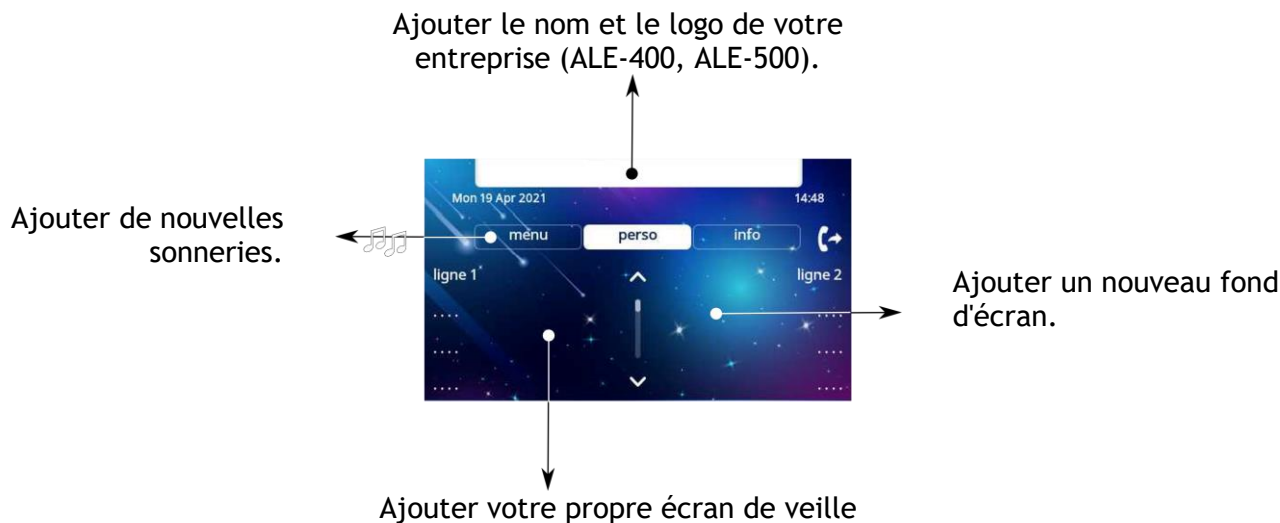 Ajouter le nom et le logo de votre
entreprise (ALE-400, ALE-500).
Mon 19 Apr 2021
14:48
Ajouter de nouvelles
sonneries.
menu
perso
info
ligne 1
ligne 2
Ajouter un nouveau fond
d'écran.
....
....
....
....
....
....
Ajouter votre propre écran de veille